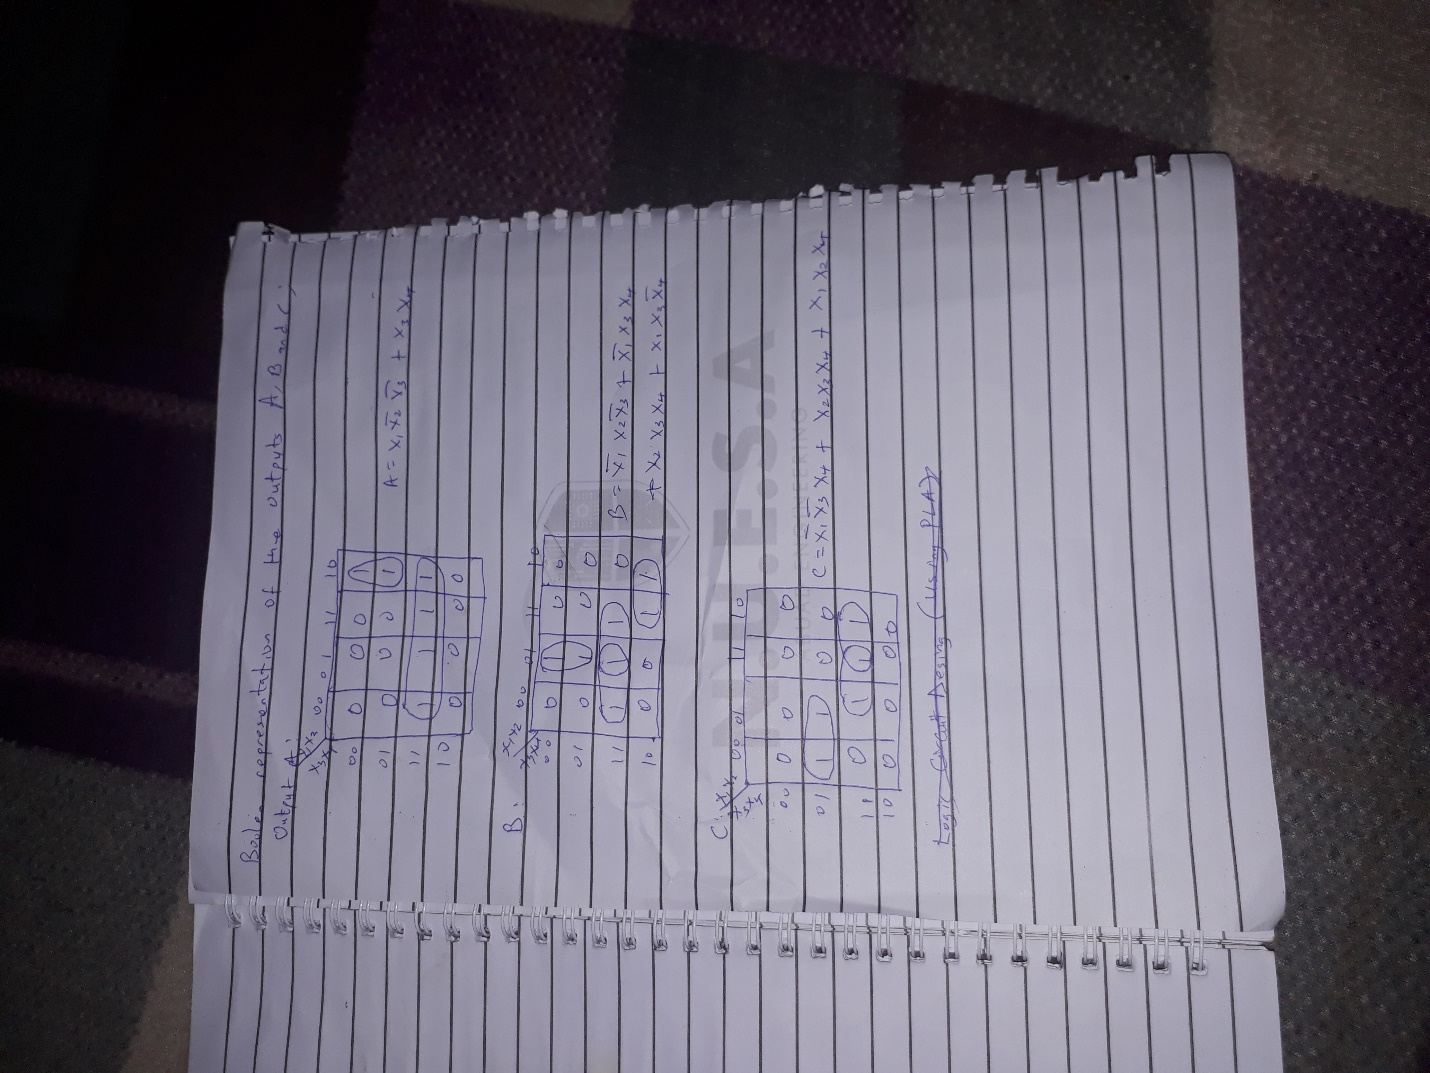 Boolean representation of the outputs A, B and C:
Output A:
x₁x₂
x₃x₄ 00 01 11 10
00 0 0 0 1
01 0 0 0 1
11 1 1 1 1
10 0 0 0 0
A = x₁x̄₂x̄₃ + x₃x₄
B:
x₁x₂
x₃x₄ 00 01 11 10
00 0 1 0 0
01 0 1 0 0
11 1 1 1 0
10 0 0 1 1
B = x̄₁x₂x̄₃ + x̄₁x₃x₄
+ x₂x₃x₄ + x₁x₃x̄₄
C:
x₁x₂
x₃x₄ 00 01 11 10
00 0 0 0 0
01 1 1 0 0
11 0 1 1 1
10 0 0 0 0
C = x̄₁x̄₃x₄ + x₂x₃x₄ + x₁x₃x₄
Logic Circuit Desing (Using PLA)
N.U.E.S.A